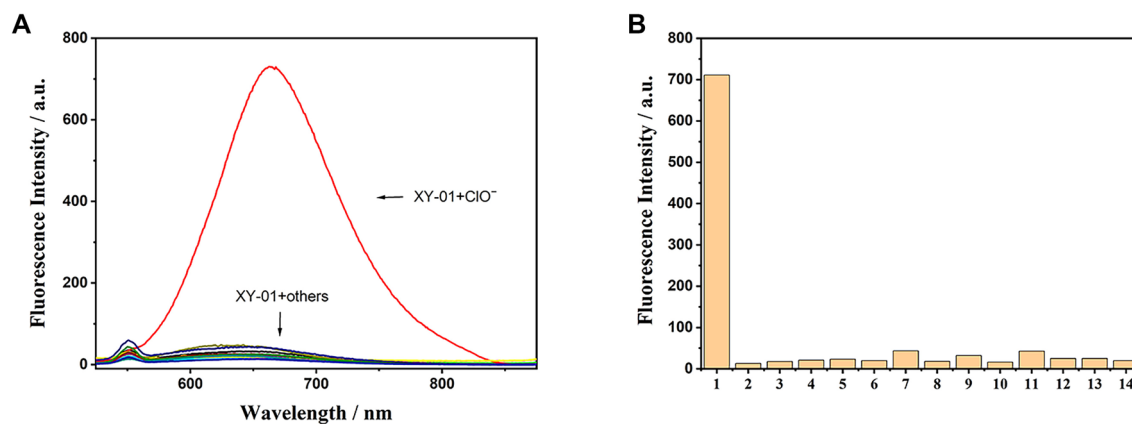 A
Fluorescence Intensity / a.u.
800
600
400
200
0
600
700
800
Wavelength / nm
XY-01+ClO⁻
XY-01+others
B
Fluorescence Intensity / a.u.
800
700
600
500
400
300
200
100
0
1 2 3 4 5 6 7 8 9 10 11 12 13 14